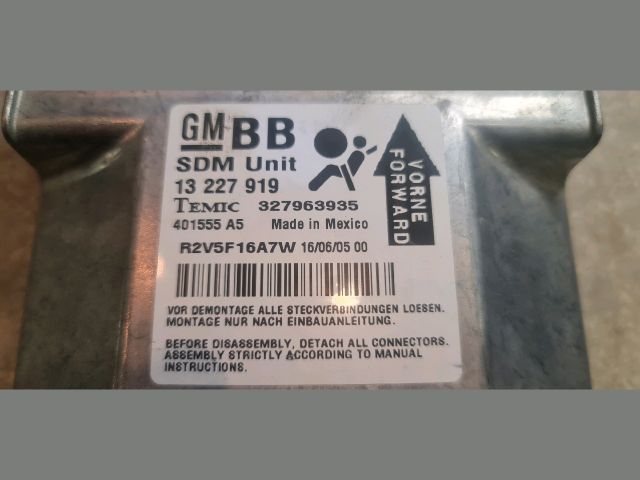 GM BB
SDM Unit
13 227 919
TEMIC 327963935
401555 A5 Made in Mexico
R2V5F16A7W 16/06/05 00
VORNE
FORWARD
VOR DEMONTAGE ALLE STECKVERBINDUNGEN LOESEN.
MONTAGE NUR NACH EINBAUANLEITUNG.
BEFORE DISASSEMBLY, DETACH ALL CONNECTORS.
ASSEMBLY STRICTLY ACCORDING TO MANUAL
INSTRUCTIONS.